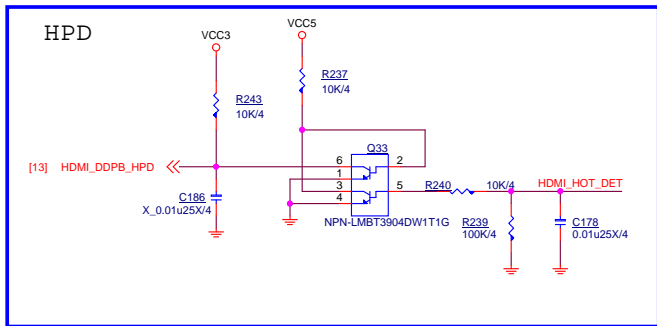 HPD
VCC3
VCC5
R237
10K/4
R243
10K/4
Q33
[13] HDMI_DDPB_HPD
6
2
1
3
5
4
R240
10K/4
HDMI_HOT_DET
C186
X_0.01u25X/4
NPN-LMBT3904DW1T1G
R239
100K/4
C178
0.01u25X/4